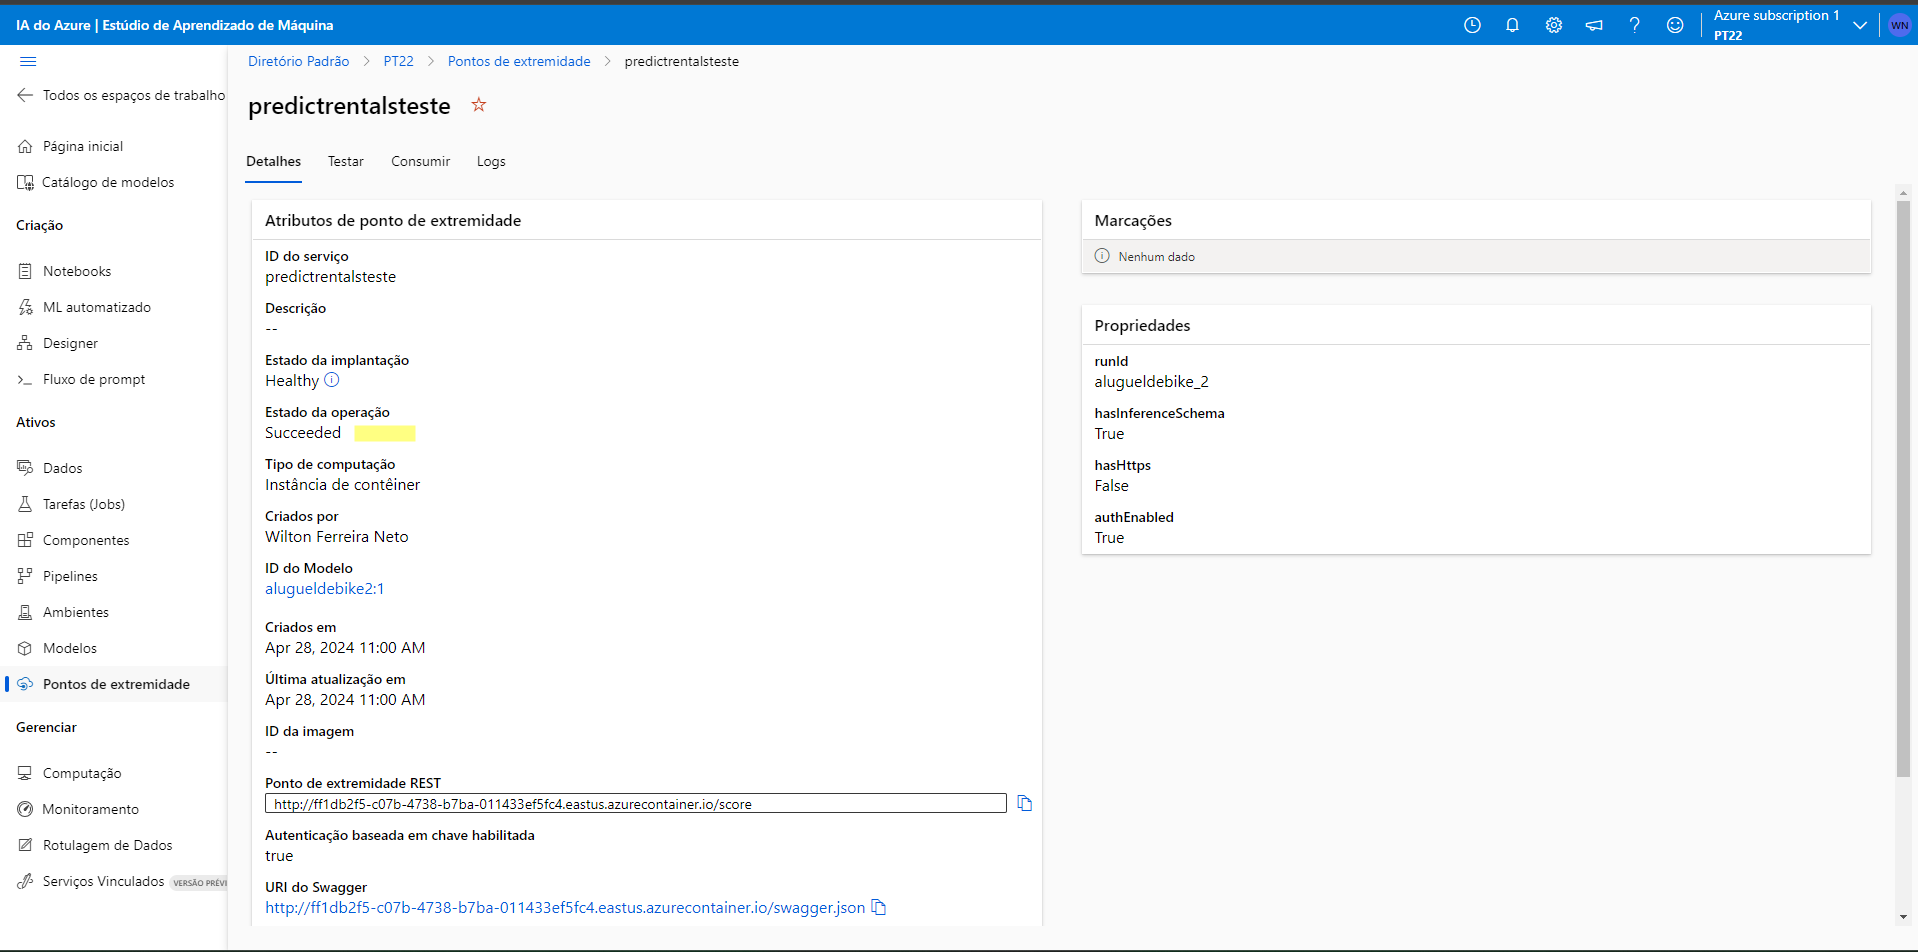 IA do Azure | Estúdio de Aprendizado de Máquina
Azure subscription 1
PT22
WN
Todos os espaços de trabalho
Página inicial
Catálogo de modelos
Criação
Notebooks
ML automatizado
Designer
Fluxo de prompt
Ativos
Dados
Tarefas (Jobs)
Componentes
Pipelines
Ambientes
Modelos
Pontos de extremidade
Gerenciar
Computação
Monitoramento
Rotulagem de Dados
Serviços Vinculados VERSÃO PRÉVI
Diretório Padrão > PT22 > Pontos de extremidade > predictrentalsteste
predictrentalsteste
Detalhes Testar Consumir Logs
Atributos de ponto de extremidade
ID do serviço
predictrentalsteste
Descrição
--
Estado da implantação
Healthy
Estado da operação
Succeeded
Tipo de computação
Instância de contêiner
Criados por
Wilton Ferreira Neto
ID do Modelo
alugueldebike2:1
Criados em
Apr 28, 2024 11:00 AM
Última atualização em
Apr 28, 2024 11:00 AM
ID da imagem
--
Ponto de extremidade REST
http://ff1db2f5-c07b-4738-b7ba-011433ef5fc4.eastus.azurecontainer.io/score
Autenticação baseada em chave habilitada
true
URI do Swagger
http://ff1db2f5-c07b-4738-b7ba-011433ef5fc4.eastus.azurecontainer.io/swagger.json
Marcações
Nenhum dado
Propriedades
runId
alugueldebike_2
hasInferenceSchema
True
hasHttps
False
authEnabled
True